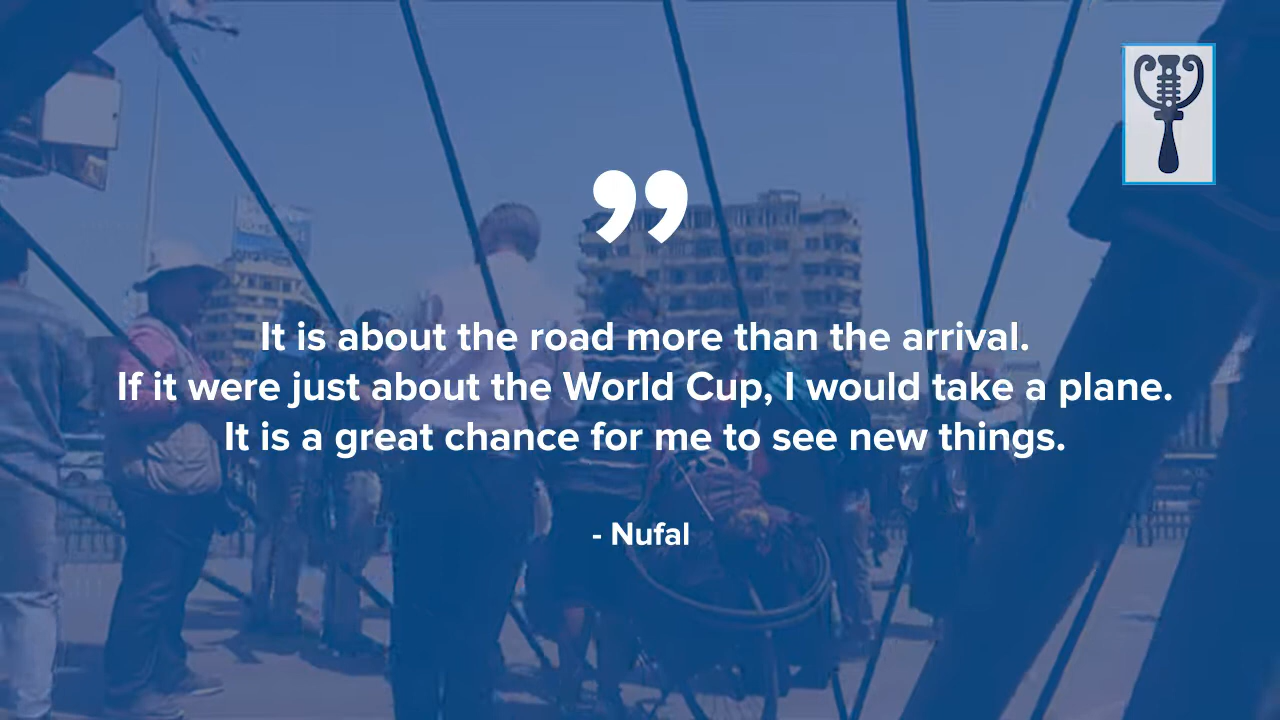 ”
It is about the road more than the arrival.
If it were just about the World Cup, I would take a plane.
It is a great chance for me to see new things.
- Nufal